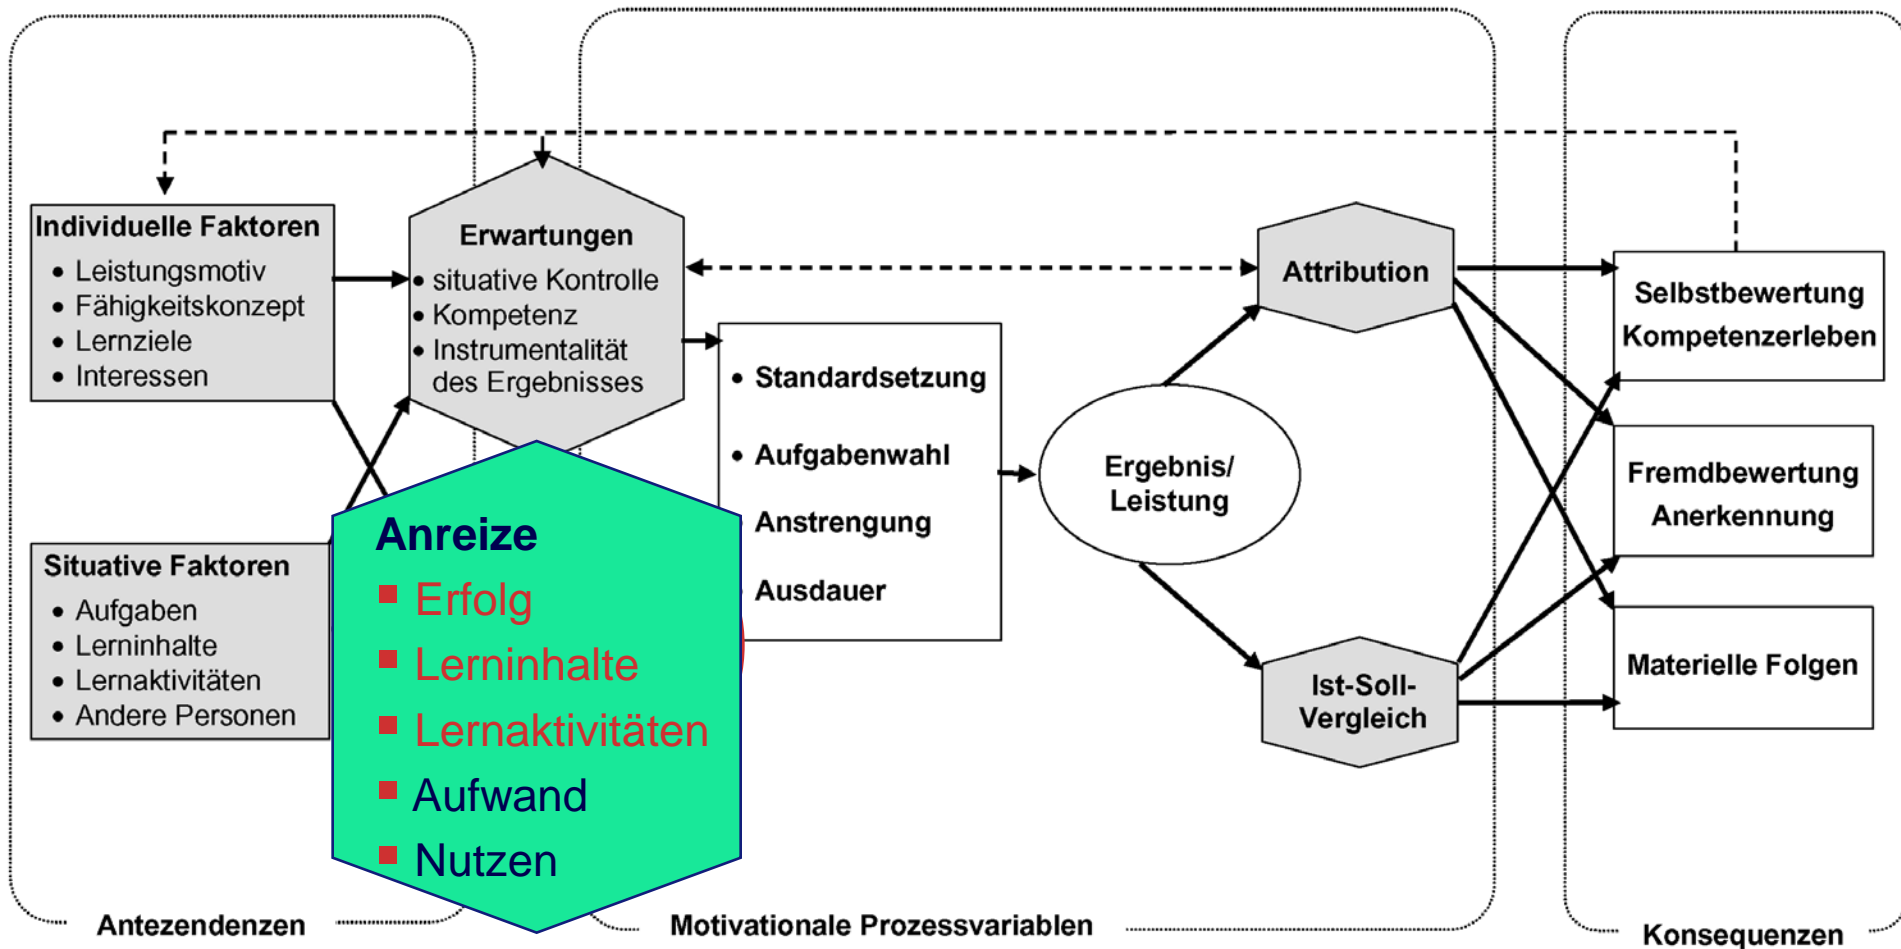 Individuelle Faktoren
• Leistungsmotiv
• Fähigkeitskonzept
• Lernziele
• Interessen
Situative Faktoren
• Aufgaben
• Lerninhalte
• Lernaktivitäten
• Andere Personen
Erwartungen
• situative Kontrolle
• Kompetenz
• Instrumentalität
des Ergebnisses
Anreize
▪ Erfolg
▪ Lerninhalte
▪ Lernaktivitäten
▪ Aufwand
▪ Nutzen
• Standardsetzung
• Aufgabenwahl
Anstrengung
Ausdauer
Ergebnis/
Leistung
Attribution
Ist-Soll-
Vergleich
Selbstbewertung
Kompetenzerleben
Fremdbewertung
Anerkennung
Materielle Folgen
Antezendenzen
Motivationale Prozessvariablen
Konsequenzen